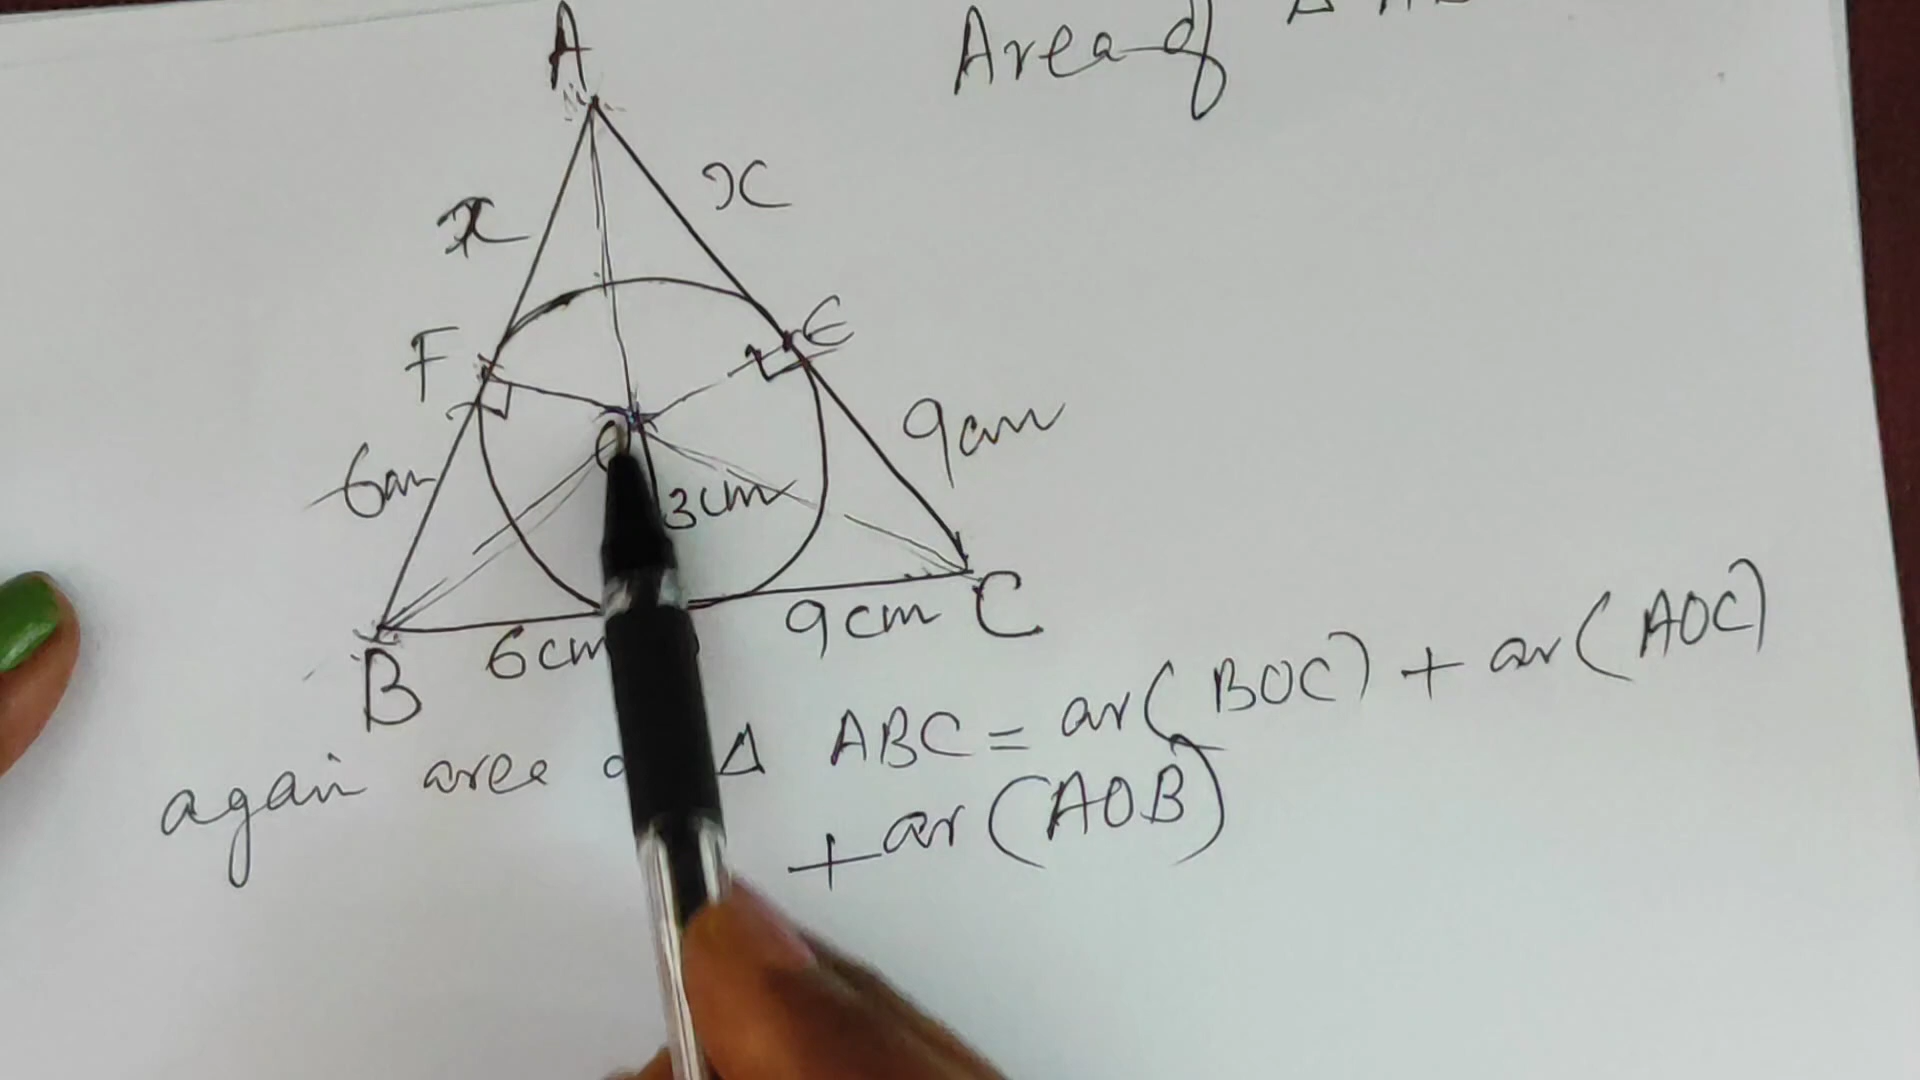 Area of Δ
A
x
x
F
E
6cm
O
9cm
3cm
6cm
9cm
C
B
again area Δ ABC = ar(BOC) + ar(AOC)
+ ar(AOB)